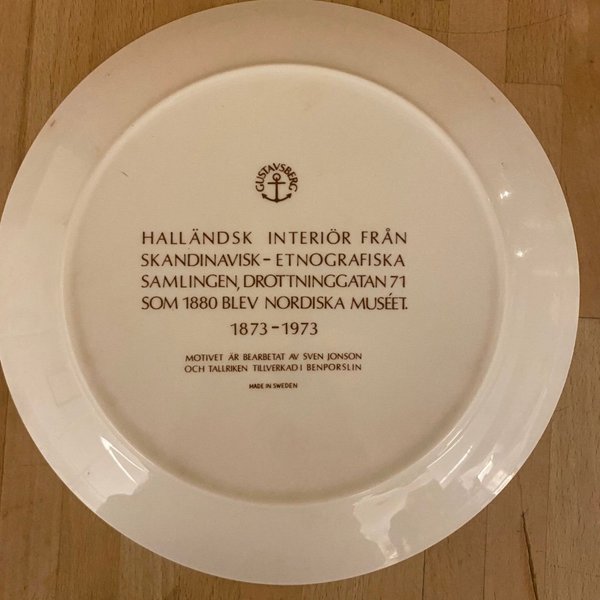 GUSTAVSBERG
HALLÄNDSK INTERIÖR FRÅN
SKANDINAVISK-ETNOGRAFISKA
SAMLINGEN, DROTTNINGGATAN 71
SOM 1880 BLEV NORDISKA MUSÉET.
1873-1973
MOTIVET ÄR BEARBETAT AV SVEN JONSON
OCH TALLRIKEN TILLVERKAD I BENPORSLIN
MADE IN SWEDEN